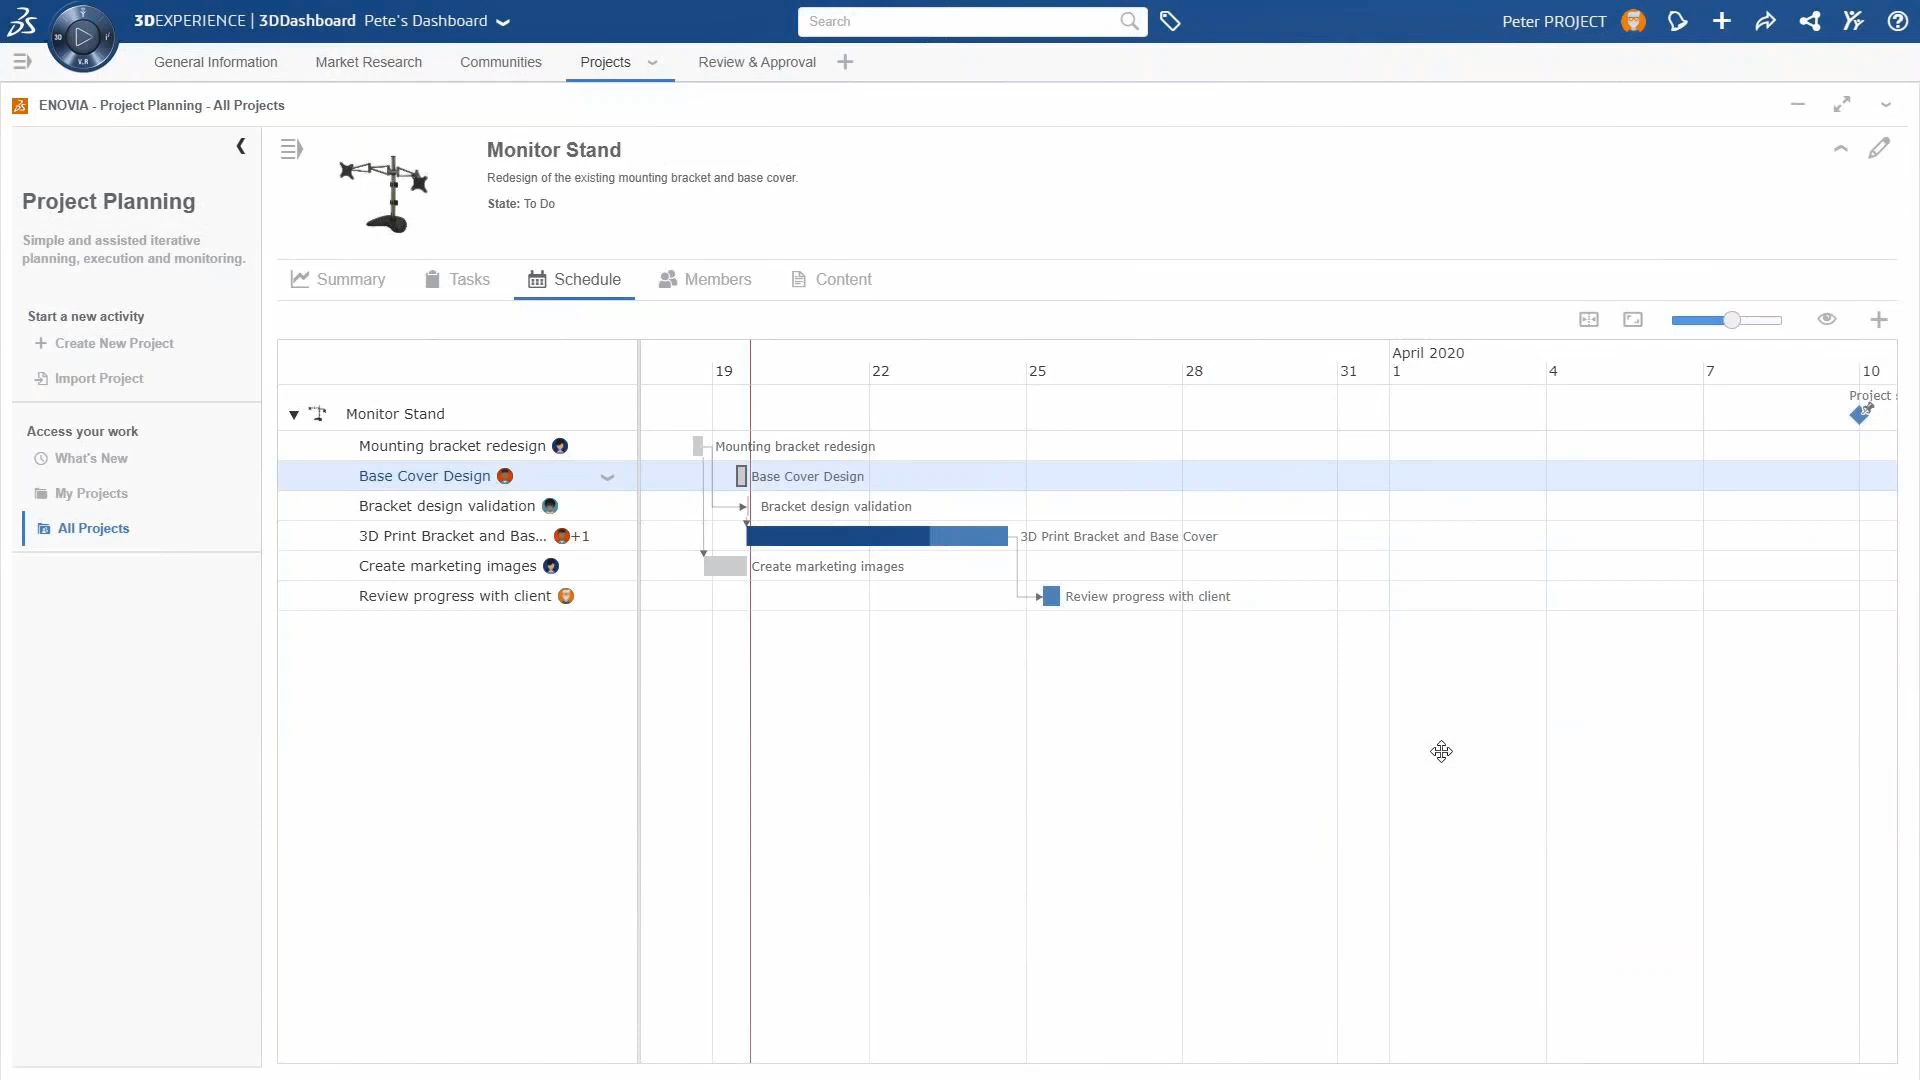 3DEXPERIENCE | 3DDashboard Pete's Dashboard
Search
Peter PROJECT
3D
V.R
General Information
Market Research
Communities
Projects
Review & Approval
ENOVIA - Project Planning - All Projects
Project Planning
Simple and assisted iterative
planning, execution and monitoring.
Start a new activity
Create New Project
Import Project
Access your work
What's New
My Projects
All Projects
Monitor Stand
Redesign of the existing mounting bracket and base cover.
State: To Do
Summary
Tasks
Schedule
Members
Content
April 2020
19 22 25 28 31 1 4 7 10
Project
Monitor Stand
Mounting bracket redesign
Mounting bracket redesign
Base Cover Design
Base Cover Design
Bracket design validation
Bracket design validation
3D Print Bracket and Bas... +1
3D Print Bracket and Base Cover
Create marketing images
Create marketing images
Review progress with client
Review progress with client